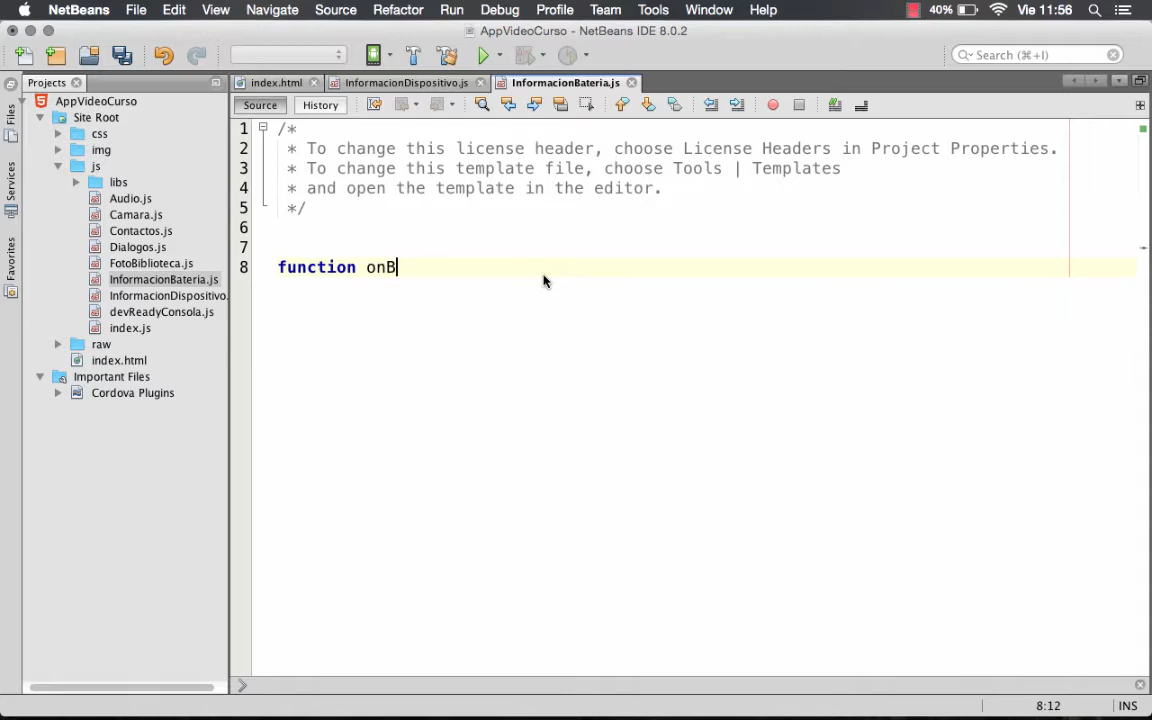 NetBeans File Edit View Navigate Source Refactor Run Debug Profile Team Tools Window Help 40% Vie 11:56
AppVideoCurso - NetBeans IDE 8.0.2
Search (⌘+I)
Projects
index.html InformacionDispositivo.js InformacionBateria.js
Files
Services
Favorites
AppVideoCurso
Site Root
css
img
js
libs
Audio.js
Camara.js
Contactos.js
Dialogos.js
FotoBiblioteca.js
InformacionBateria.js
InformacionDispositivo.
devReadyConsola.js
index.js
raw
index.html
Important Files
Cordova Plugins
Source History
1 /*
2 * To change this license header, choose License Headers in Project Properties.
3 * To change this template file, choose Tools | Templates
4 * and open the template in the editor.
5 */
6
7
8 function onB
8:12 INS